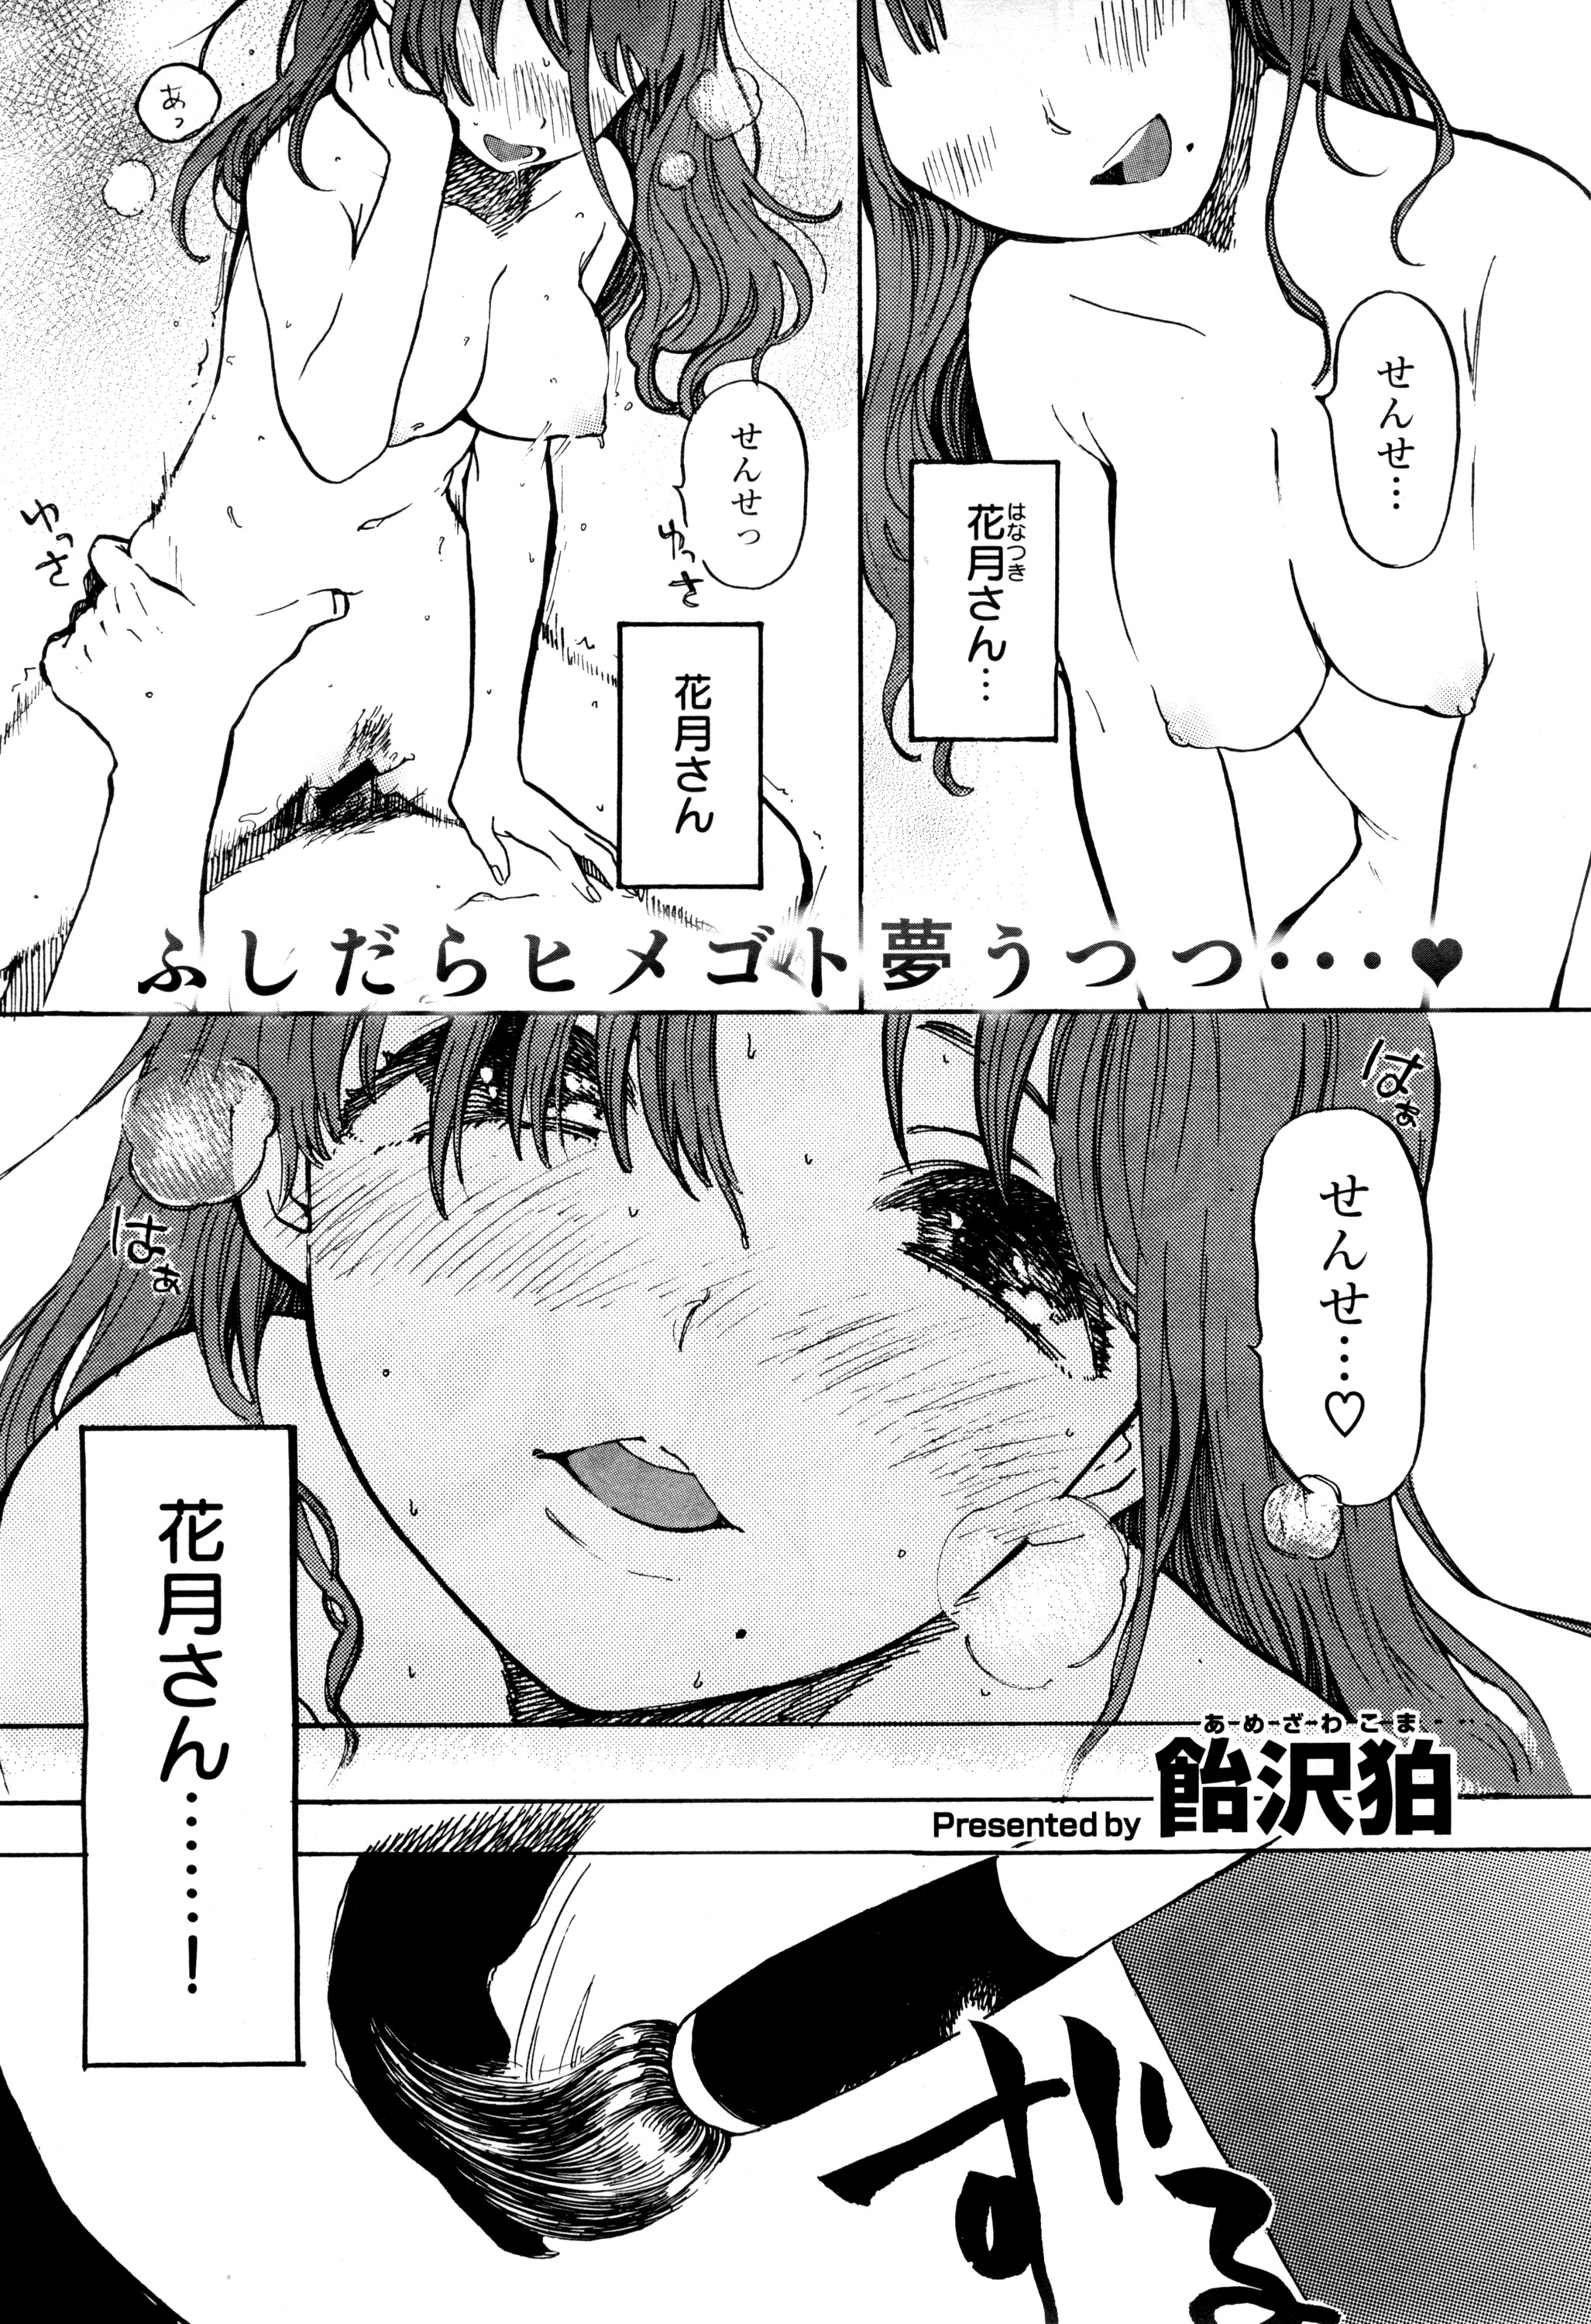 せんせ…
花月さん…
はなつき
あっ
せんせっ
ゆっさ
ゆっさ
花月さん
ふしだらヒメゴト夢うつつ…♥
はぁ
せんせ…♡
はぁ
花月さん………！
あめざわこま
Presented by 飴沢狛
ずる